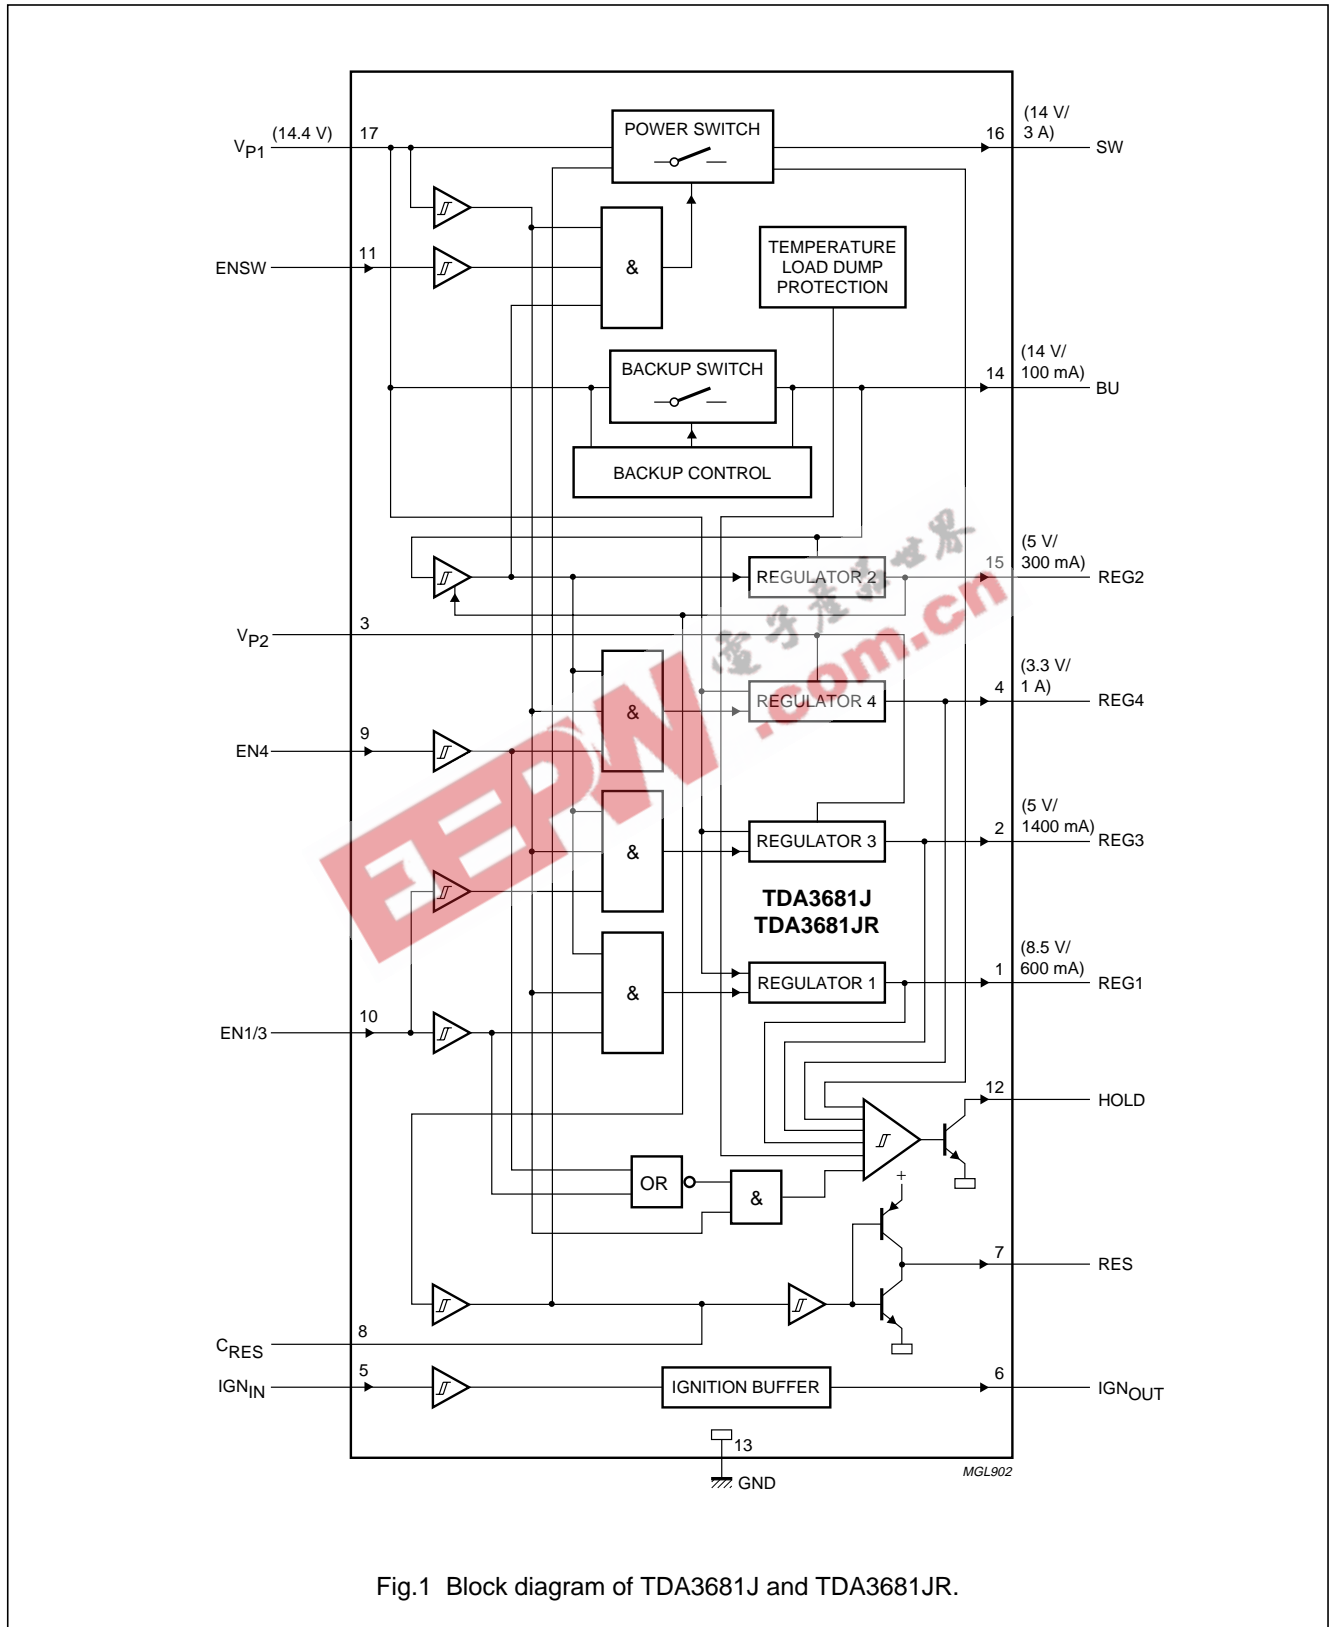 (14.4 V)
17
VP1
POWER SWITCH
16
(14 V/
3 A)
SW
11
ENSW
&
TEMPERATURE
LOAD DUMP
PROTECTION
BACKUP SWITCH
14
(14 V/
100 mA)
BU
BACKUP CONTROL
REGULATOR 2
15
(5 V/
300 mA)
REG2
電子產品世界
.com.cn
EEPW
VP2
3
&
REGULATOR 4
4
(3.3 V/
1 A)
REG4
EN4
9
&
REGULATOR 3
2
(5 V/
1400 mA)
REG3
TDA3681J
TDA3681JR
&
REGULATOR 1
1
(8.5 V/
600 mA)
REG1
EN1/3
10
12
HOLD
OR
&
+
7
RES
CRES
8
IGNIN
5
IGNITION BUFFER
6
IGNOUT
13
GND
MGL902
Fig.1 Block diagram of TDA3681J and TDA3681JR.